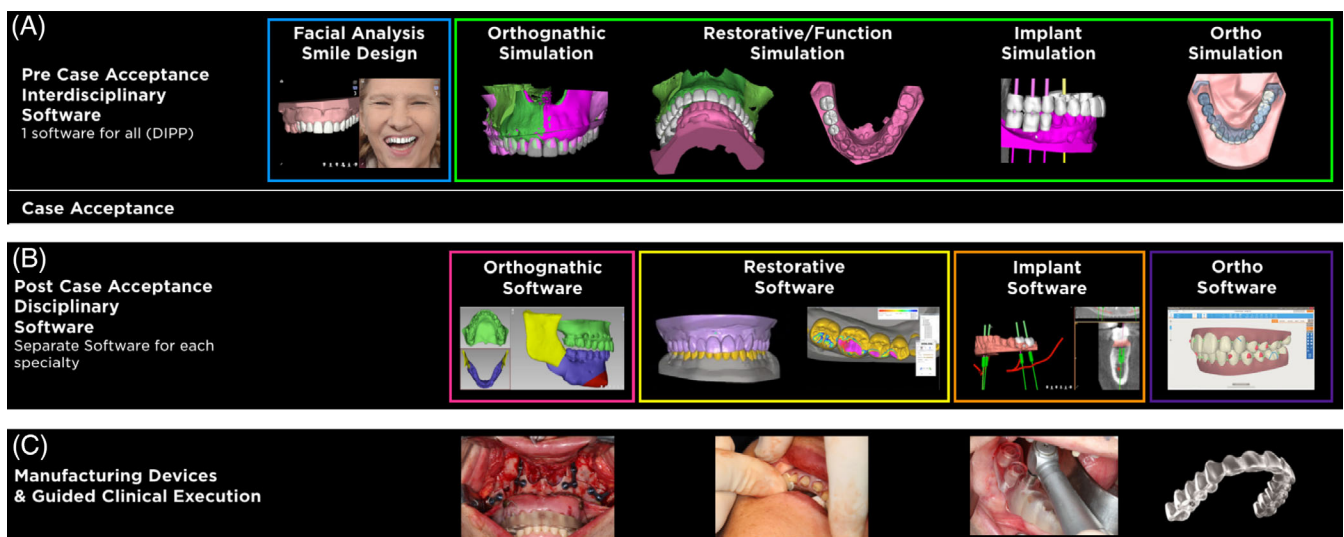 (A)
Pre Case Acceptance
Interdisciplinary
Software
1 software for all (DIPP)
Facial Analysis
Smile Design
Orthognathic
Simulation
Restorative/Function
Simulation
Implant
Simulation
Ortho
Simulation
Case Acceptance
(B)
Post Case Acceptance
Disciplinary
Software
Separate Software for each
specialty
Orthognathic
Software
Restorative
Software
Implant
Software
Ortho
Software
(C)
Manufacturing Devices
& Guided Clinical Execution